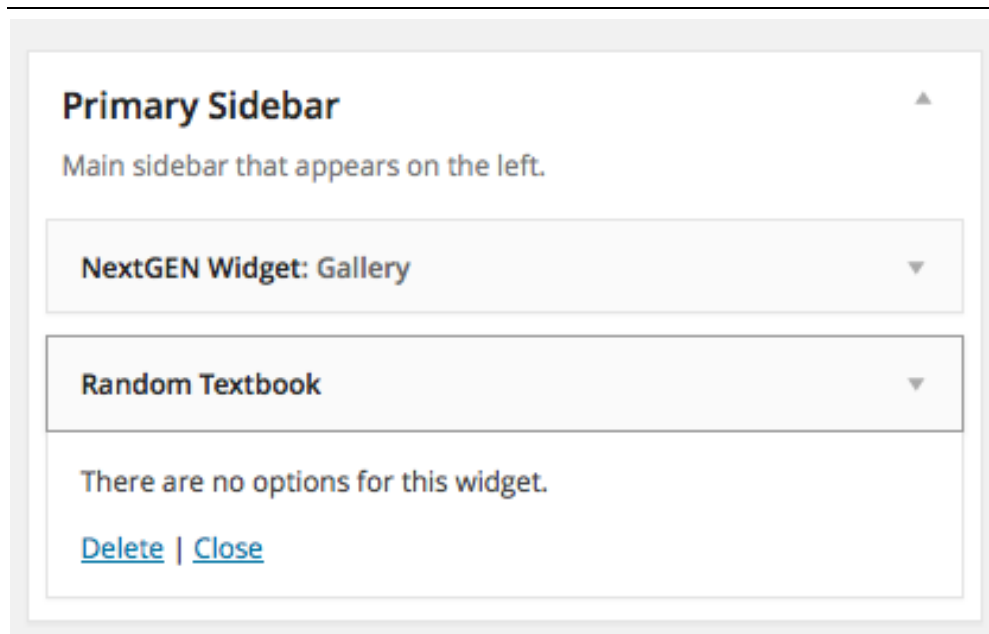 Primary Sidebar
Main sidebar that appears on the left.
NextGEN Widget: Gallery
Random Textbook
There are no options for this widget.
Delete | Close